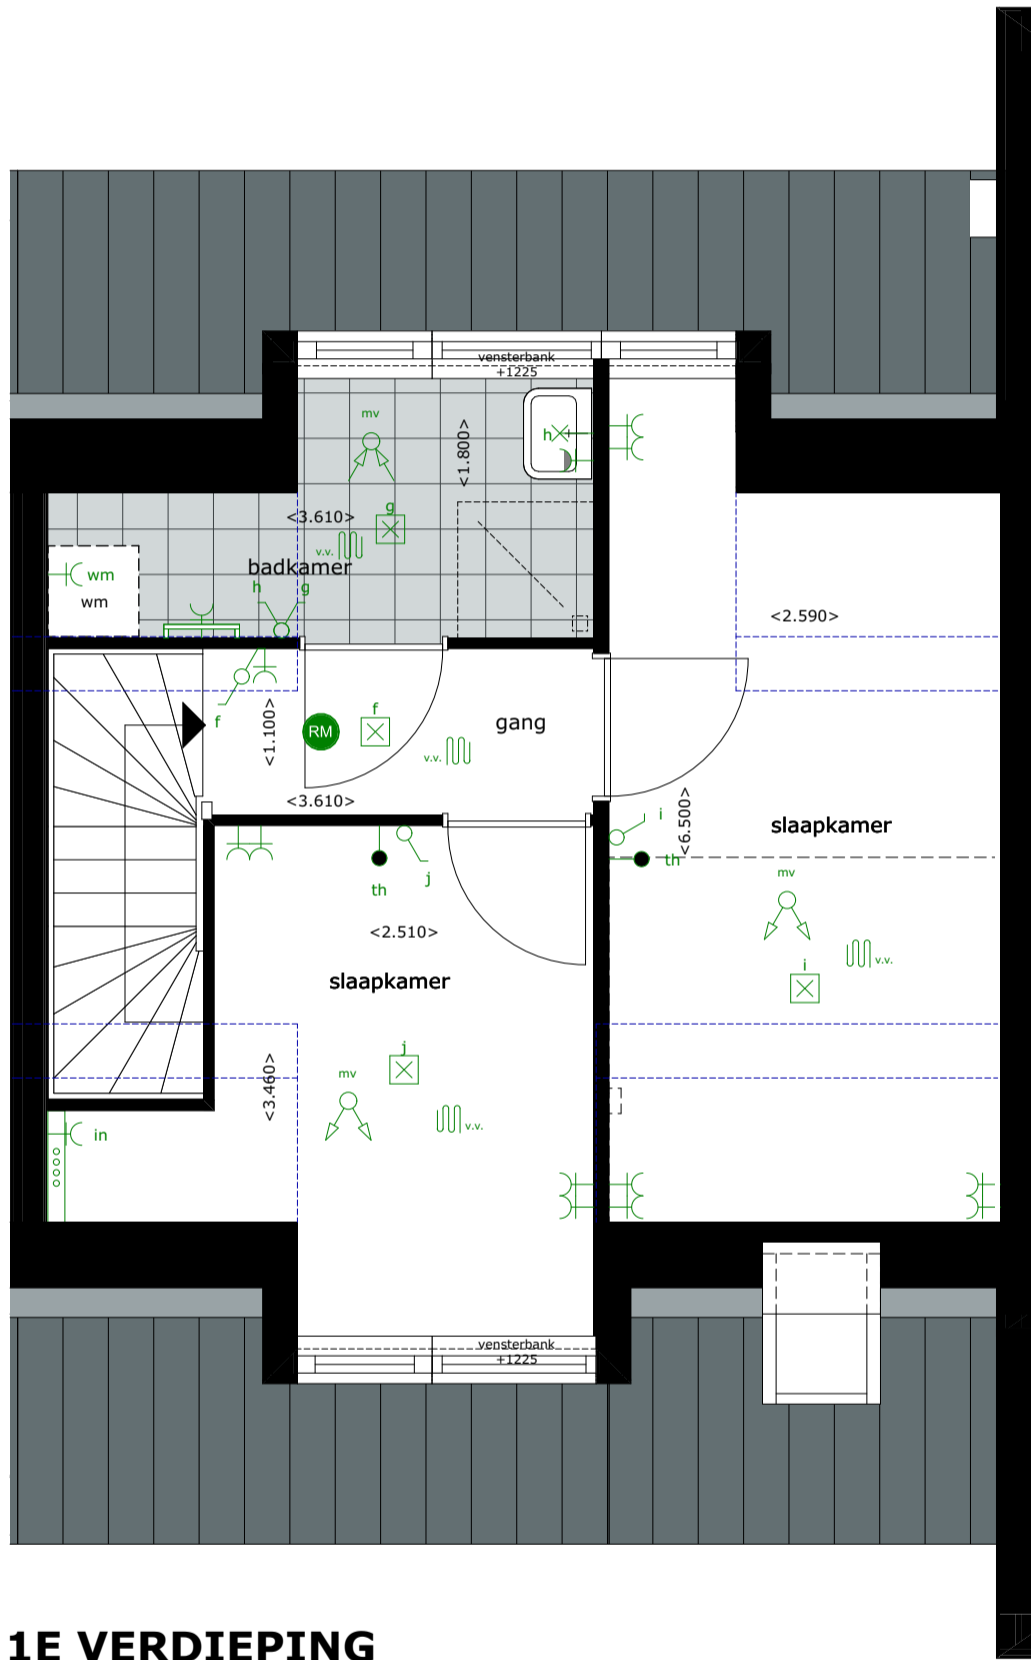 vensterbank
+1225
mv
h
<1.800>
g
<3.610>
v.v.
badkamer
wm
wm
h
g
<2.590>
f
<1.100>
RM
f
gang
v.v.
<3.610>
i
<6.500>
slaapkamer
th
j
th
mv
<2.510>
v.v.
i
slaapkamer
j
mv
<3.460>
v.v.
in
vensterbank
+1225
1E VERDIEPING